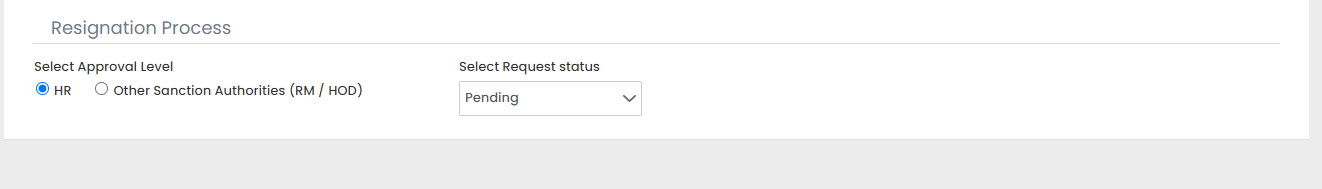 Resignation Process
Select Approval Level
HR
Other Sanction Authorities (RM / HOD)
Select Request status
Pending